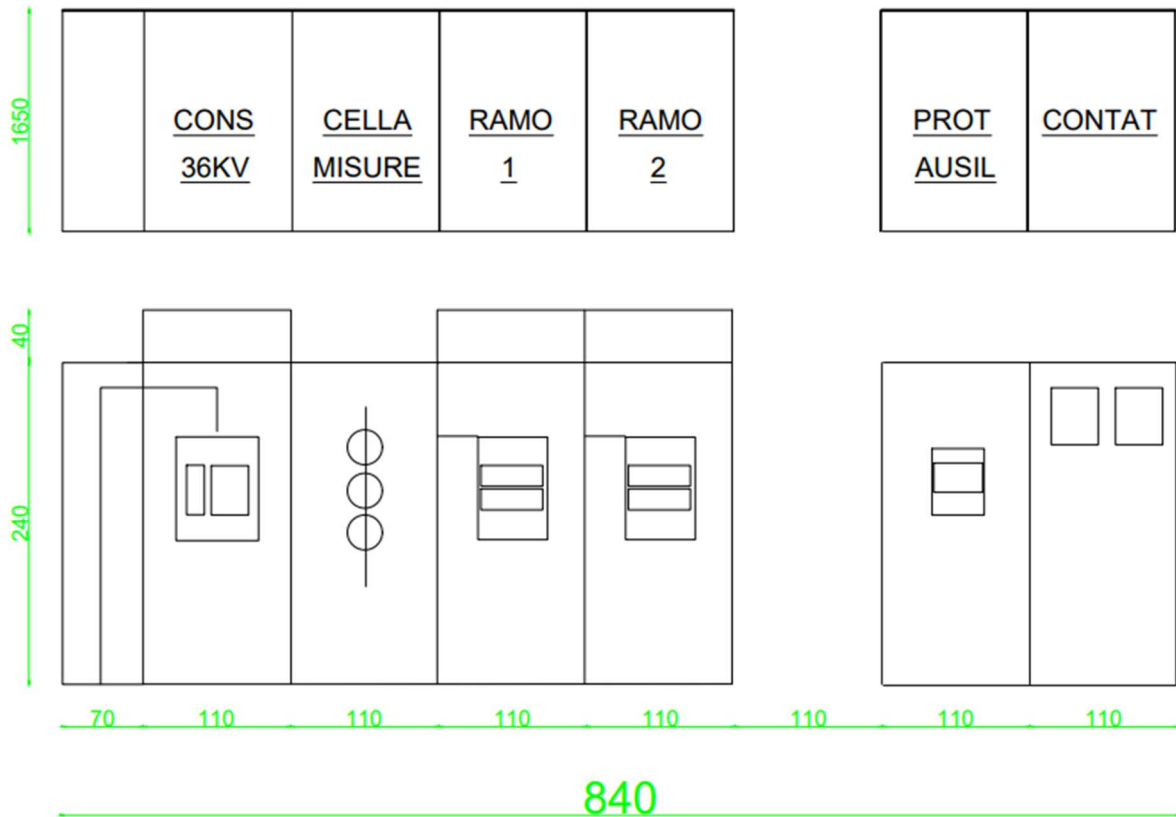 1650
CONS
36KV
CELLA
MISURE
RAMO
1
RAMO
2
PROT
AUSIL
CONTAT
40
240
70 110 110 110 110 110 110 110
840